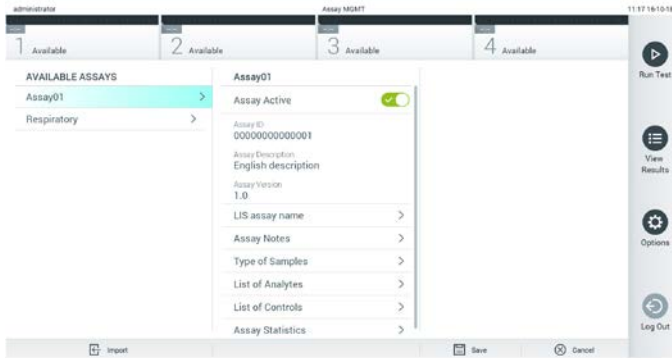 administrator Assay MGMT 11:17 16-10-18
1 Available 2 Available 3 Available 4 Available
AVAILABLE ASSAYS
Assay01
Respiratory
Assay01
Assay Active
Assay ID
00000000000001
Assay Description
English description
Assay Version
1.0
LIS assay name
Assay Notes
Type of Samples
List of Analytes
List of Controls
Assay Statistics
Run Test
View
Results
Options
Log Out
Import Save Cancel